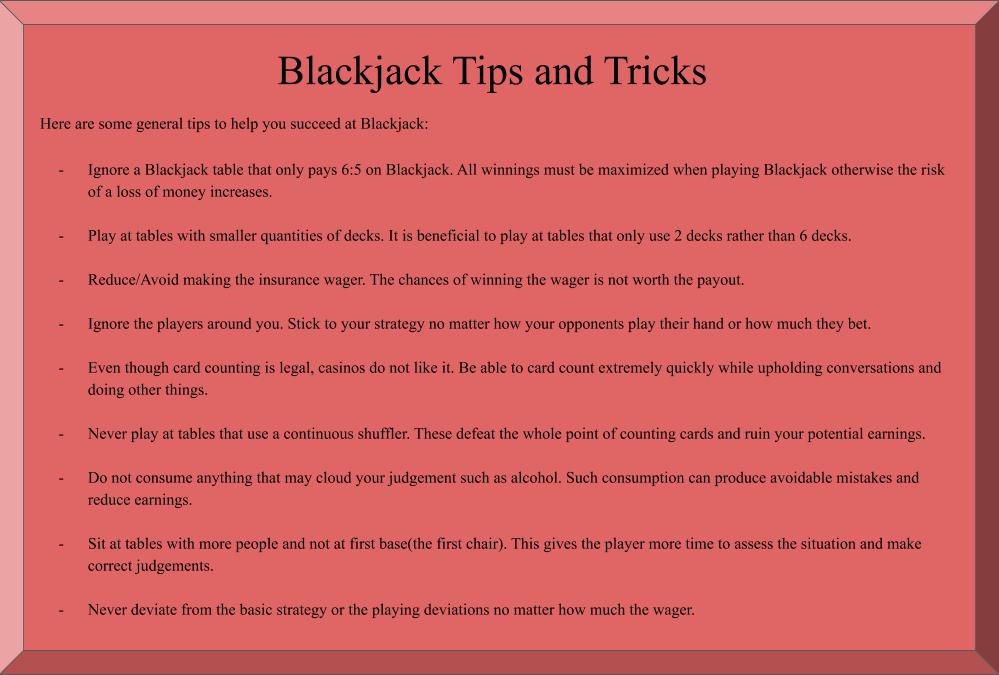 Blackjack Tips and Tricks
Here are some general tips to help you succeed at Blackjack:
- Ignore a Blackjack table that only pays 6:5 on Blackjack. All winnings must be maximized when playing Blackjack otherwise the risk
of a loss of money increases.
- Play at tables with smaller quantities of decks. It is beneficial to play at tables that only use 2 decks rather than 6 decks.
- Reduce/Avoid making the insurance wager. The chances of winning the wager is not worth the payout.
- Ignore the players around you. Stick to your strategy no matter how your opponents play their hand or how much they bet.
- Even though card counting is legal, casinos do not like it. Be able to card count extremely quickly while upholding conversations and
doing other things.
- Never play at tables that use a continuous shuffler. These defeat the whole point of counting cards and ruin your potential earnings.
- Do not consume anything that may cloud your judgement such as alcohol. Such consumption can produce avoidable mistakes and
reduce earnings.
- Sit at tables with more people and not at first base(the first chair). This gives the player more time to assess the situation and make
correct judgements.
- Never deviate from the basic strategy or the playing deviations no matter how much the wager.